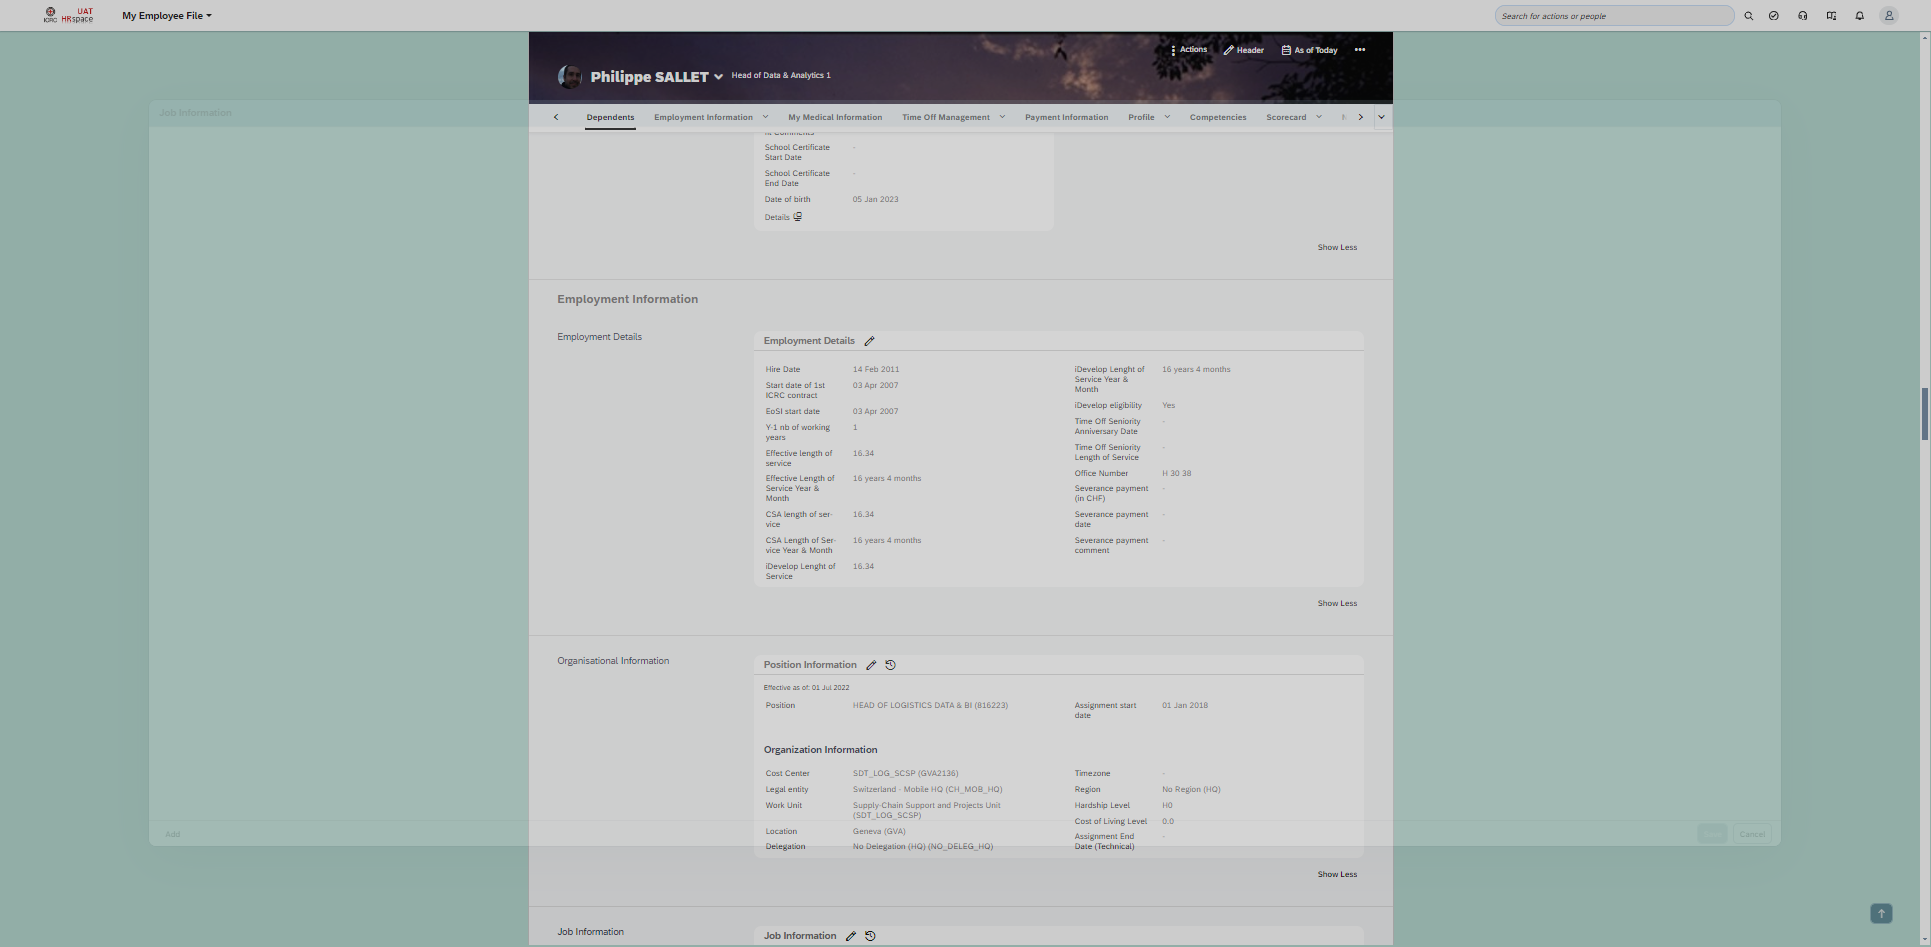 ICRC
UAT
HRspace
My Employee File
Search for actions or people
Actions
Header
As of Today
Philippe SALLET
Head of Data & Analytics 1
Job Information
Dependents
Employment Information
My Medical Information
Time Off Management
Payment Information
Profile
Competencies
Scorecard
School Certificate
Start Date
-
School Certificate
End Date
-
Date of birth
05 Jan 2023
Details
Show Less
Employment Information
Employment Details
Employment Details
Hire Date
14 Feb 2011
Start date of 1st
ICRC contract
03 Apr 2007
EoSI start date
03 Apr 2007
Y-1 nb of working
years
1
Effective length of
service
16.34
Effective Length of
Service Year &
Month
16 years 4 months
CSA length of ser-
vice
16.34
CSA Length of Ser-
vice Year & Month
16 years 4 months
iDevelop Lenght of
Service
16.34
iDevelop Lenght of
Service Year &
Month
16 years 4 months
iDevelop eligibility
Yes
Time Off Seniority
Anniversary Date
-
Time Off Seniority
Length of Service
-
Office Number
H 30 38
Severance payment
(in CHF)
-
Severance payment
date
-
Severance payment
comment
-
Show Less
Organisational Information
Position Information
Effective as of: 01 Jul 2022
Position
HEAD OF LOGISTICS DATA & BI (816223)
Assignment start
date
01 Jan 2018
Organization Information
Cost Center
SDT_LOG_SCSP (GVA2136)
Legal entity
Switzerland - Mobile HQ (CH_MOB_HQ)
Work Unit
Supply-Chain Support and Projects Unit
(SDT_LOG_SCSP)
Location
Geneva (GVA)
Delegation
No Delegation (HQ) (NO_DELEG_HQ)
Timezone
-
Region
No Region (HQ)
Hardship Level
H0
Cost of Living Level
0.0
Assignment End
Date (Technical)
-
Add
Cancel
Show Less
Job Information
Job Information